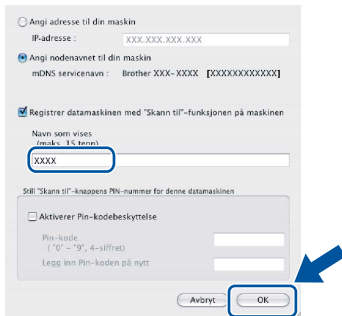 Angi adresse til din maskin
IP-adresse : XXX.XXX.XXX.XXX
Angi nodenavnet til din maskin
mDNS servicenavn : Brother XXX-XXXX [XXXXXXXXXXXX]
Registrer datamaskinen med "Skann til"-funksjonen på maskinen
Navn som vises
(maks. 15 tegn)
XXXX
Still "Skann til"-knappens PIN-nummer for denne datamaskinen
Aktiverer Pin-kodebeskyttelse
Pin-kode
( "0" - "9", 4-siffret)
Legg inn Pin-koden på nytt
Avbryt OK